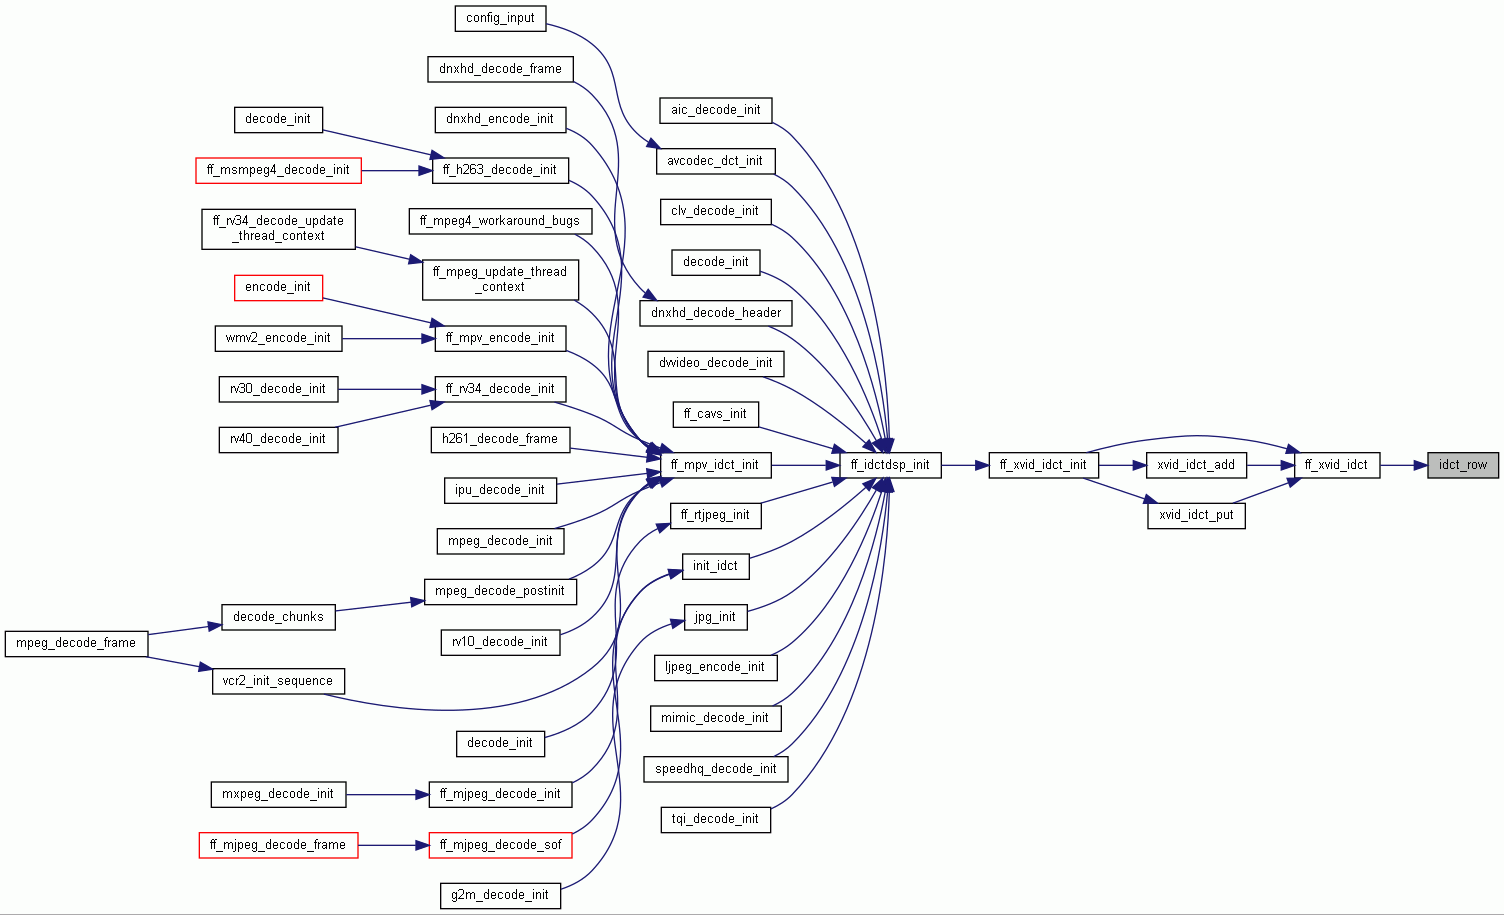 config_input
dnxhd_decode_frame
aic_decode_init
decode_init
dnxhd_encode_init
ff_msmpeg4_decode_init
ff_h263_decode_init
avcodec_dct_init
ff_rv34_decode_update
_thread_context
ff_mpeg4_workaround_bugs
clv_decode_init
ff_mpeg_update_thread
_context
decode_init
encode_init
dnxhd_decode_header
wmv2_encode_init
ff_mpv_encode_init
dvvideo_decode_init
rv30_decode_init
ff_rv34_decode_init
ff_cavs_init
rv40_decode_init
h261_decode_frame
ff_mpv_idct_init
ff_idctdsp_init
ff_xvid_idct_init
xvid_idct_add
ff_xvid_idct
idct_row
ipu_decode_init
ff_rtjpeg_init
xvid_idct_put
mpeg_decode_init
init_idct
mpeg_decode_postinit
decode_chunks
jpg_init
mpeg_decode_frame
rv10_decode_init
ljpeg_encode_init
vcr2_init_sequence
mimic_decode_init
decode_init
speedhq_decode_init
mxpeg_decode_init
ff_mjpeg_decode_init
tqi_decode_init
ff_mjpeg_decode_frame
ff_mjpeg_decode_sof
g2m_decode_init